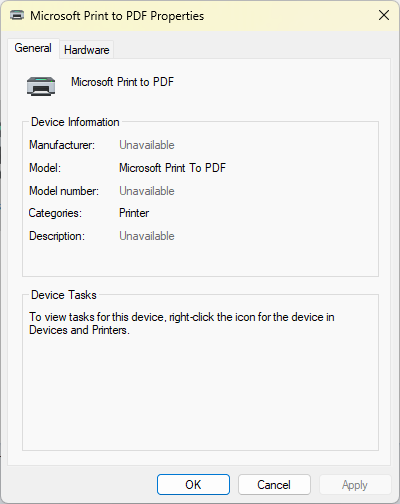 Microsoft Print to PDF Properties
General Hardware
Microsoft Print to PDF
Device Information
Manufacturer: Unavailable
Model: Microsoft Print To PDF
Model number: Unavailable
Categories: Printer
Description: Unavailable
Device Tasks
To view tasks for this device, right-click the icon for the device in
Devices and Printers.
OK Cancel Apply